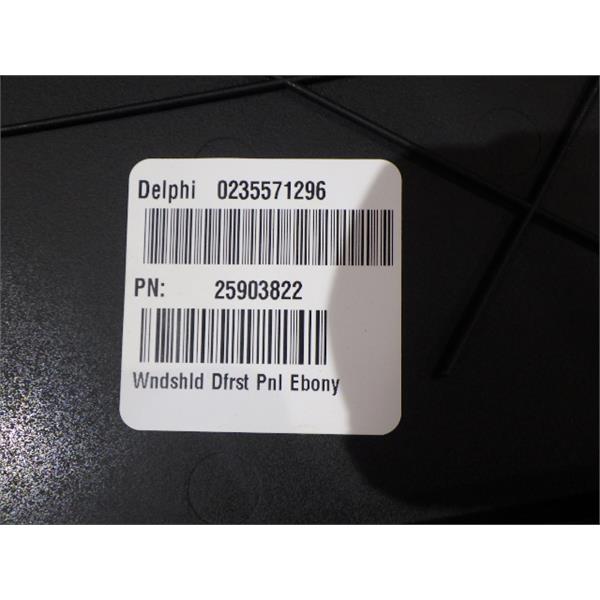 Delphi 0235571296
PN: 25903822
Wndshld Dfrst Pnl Ebony